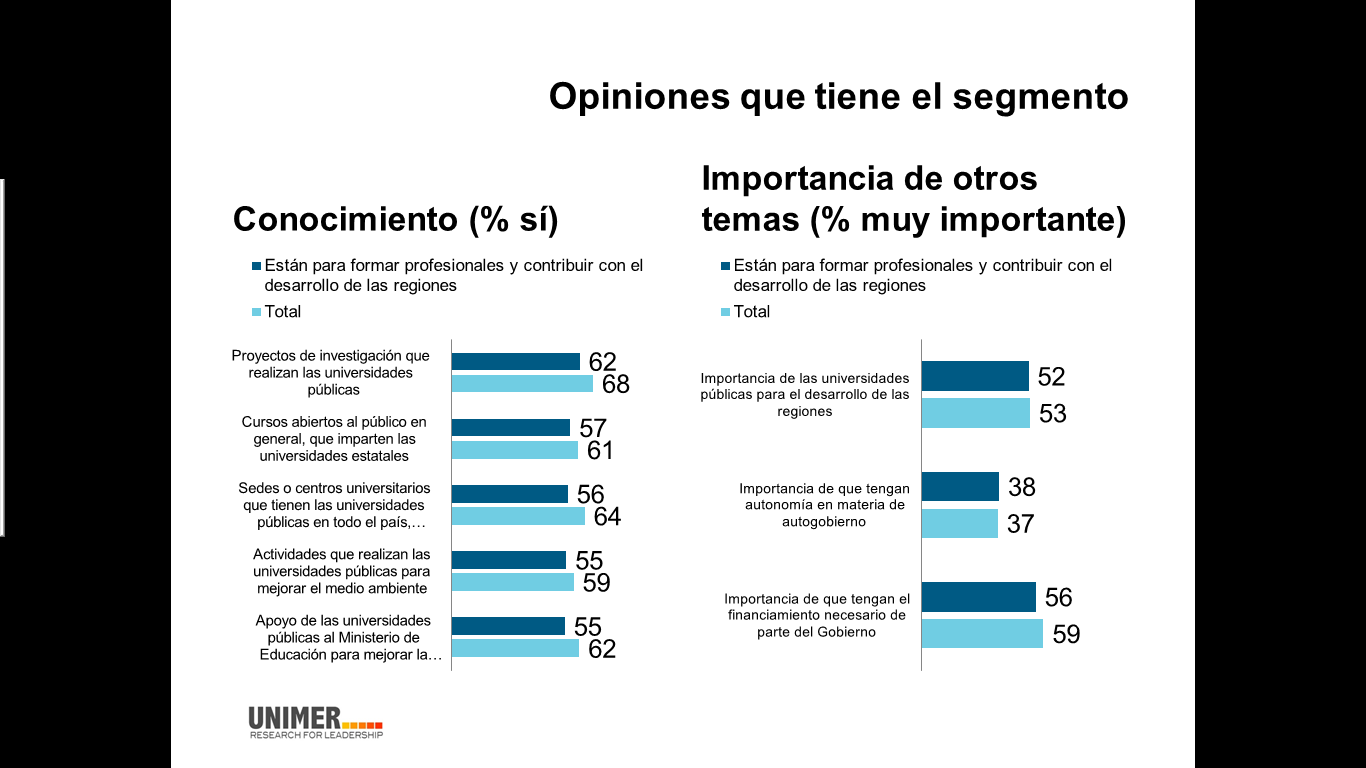 Opiniones que tiene el segmento
Conocimiento (% sí)
Están para formar profesionales y contribuir con el
desarrollo de las regiones
Total
Proyectos de investigación que
realizan las universidades
públicas
62
68
Cursos abiertos al público en
general, que imparten las
universidades estatales
57
61
Sedes o centros universitarios
que tienen las universidades
públicas en todo el país,…
56
64
Actividades que realizan las
universidades públicas para
mejorar el medio ambiente
55
59
Apoyo de las universidades
públicas al Ministerio de
Educación para mejorar la…
55
62
Importancia de otros
temas (% muy importante)
Están para formar profesionales y contribuir con el
desarrollo de las regiones
Total
Importancia de las universidades
públicas para el desarrollo de las
regiones
52
53
Importancia de que tengan
autonomía en materia de
autogobierno
38
37
Importancia de que tengan el
financiamiento necesario de
parte del Gobierno
56
59
UNIMER
RESEARCH FOR LEADERSHIP